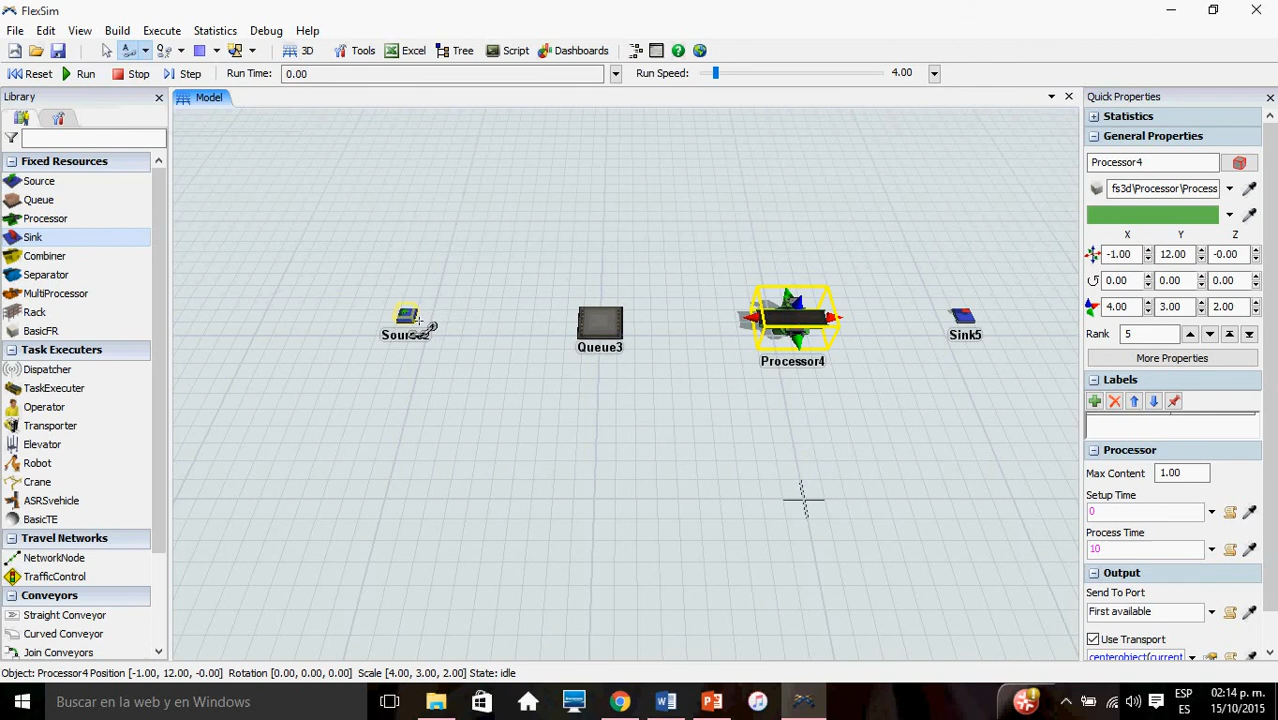 FlexSim
File Edit View Build Execute Statistics Debug Help
3D Tools Excel Tree Script Dashboards
Reset Run Stop Step Run Time: 0.00 Run Speed: 4.00
Library
Model
Quick Properties
Fixed Resources
Source
Queue
Processor
Sink
Combiner
Separator
MultiProcessor
Rack
BasicFR
Task Executers
Dispatcher
TaskExecuter
Operator
Transporter
Elevator
Robot
Crane
ASRSvehicle
BasicTE
Travel Networks
NetworkNode
TrafficControl
Conveyors
Straight Conveyor
Curved Conveyor
Join Conveyors
Source2
Queue3
Processor4
Sink5
Statistics
General Properties
Processor4
fs3d\Processor\Process
X Y Z
-1.00 12.00 -0.00
0.00 0.00 0.00
4.00 3.00 2.00
Rank 5
More Properties
Labels
Processor
Max Content 1.00
Setup Time
0
Process Time
10
Output
Send To Port
First available
Use Transport
centerobject(current
Object: Processor4 Position [-1.00, 12.00, -0.00] Rotation [0.00, 0.00, 0.00] Scale [4.00, 3.00, 2.00] State: idle
Buscar en la web y en Windows
ESP
ES
02:14 p. m.
15/10/2015